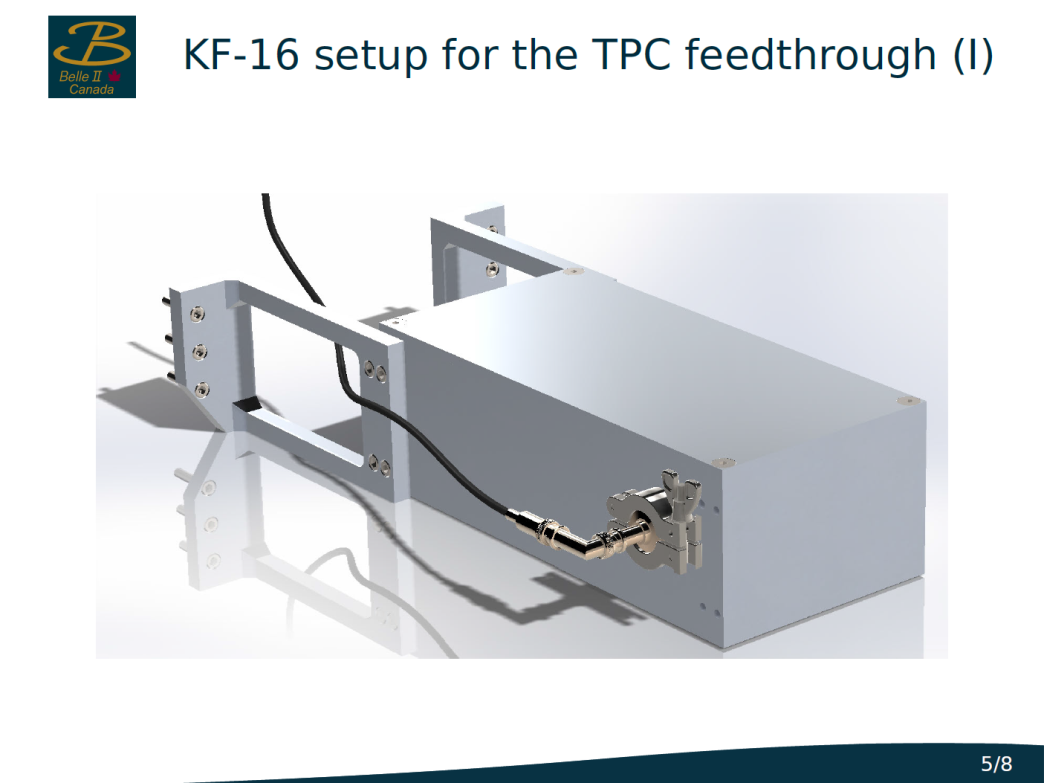 Belle II
Canada
KF-16 setup for the TPC feedthrough (I)
5/8